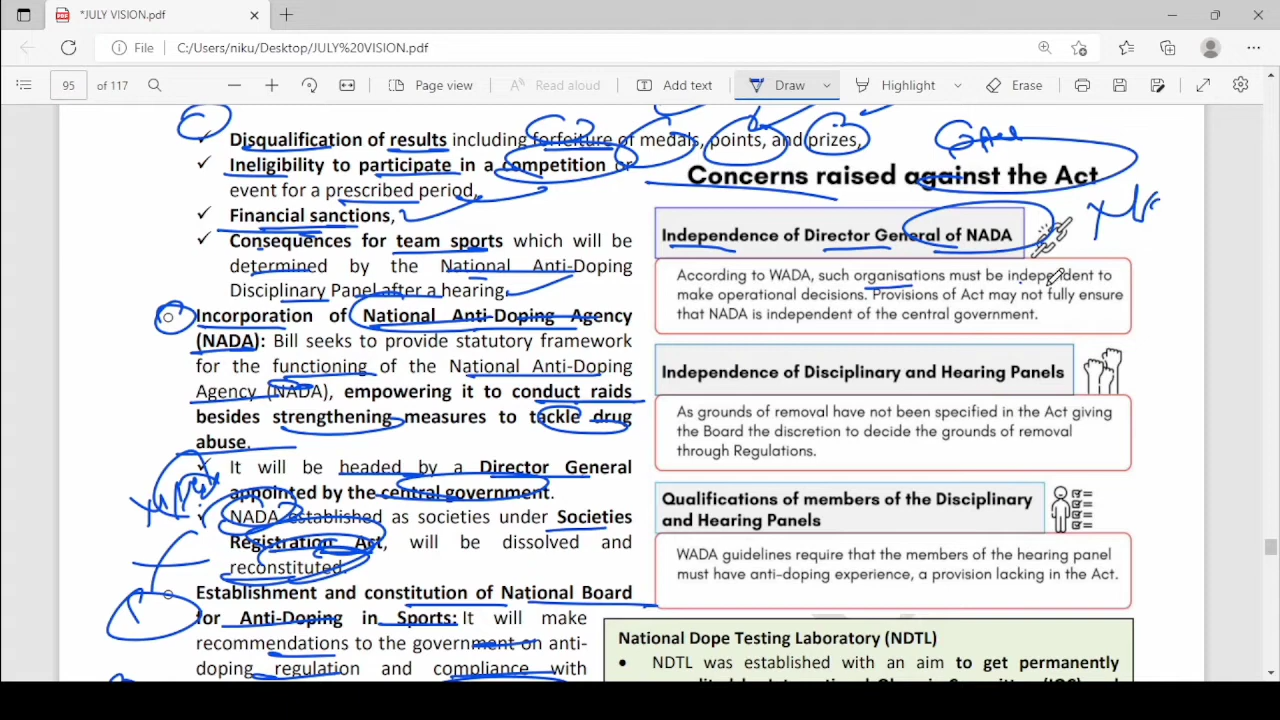 *JULY VISION.pdf
File C:/Users/niku/Desktop/JULY%20VISION.pdf
95 of 117 Page view Read aloud Add text Draw Highlight Erase
Disqualification of results including forfeiture of medals, points, and prizes,
Ineligibility to participate in a competition or
event for a prescribed period,
Financial sanctions,
Consequences for team sports which will be
determined by the National Anti-Doping
Disciplinary Panel after a hearing.
Incorporation of National Anti-Doping Agency
(NADA): Bill seeks to provide statutory framework
for the functioning of the National Anti-Doping
Agency (NADA), empowering it to conduct raids
besides strengthening measures to tackle drug
abuse.
It will be headed by a Director General
appointed by the central government.
NADA established as societies under Societies
Registration Act, will be dissolved and
reconstituted.
Establishment and constitution of National Board
for Anti-Doping in Sports: It will make
recommendations to the government on anti-
doping regulation and compliance with
Concerns raised against the Act
Independence of Director General of NADA
According to WADA, such organisations must be independent to
make operational decisions. Provisions of Act may not fully ensure
that NADA is independent of the central government.
Independence of Disciplinary and Hearing Panels
As grounds of removal have not been specified in the Act giving
the Board the discretion to decide the grounds of removal
through Regulations.
Qualifications of members of the Disciplinary
and Hearing Panels
WADA guidelines require that the members of the hearing panel
must have anti-doping experience, a provision lacking in the Act.
National Dope Testing Laboratory (NDTL)
• NDTL was established with an aim to get permanently